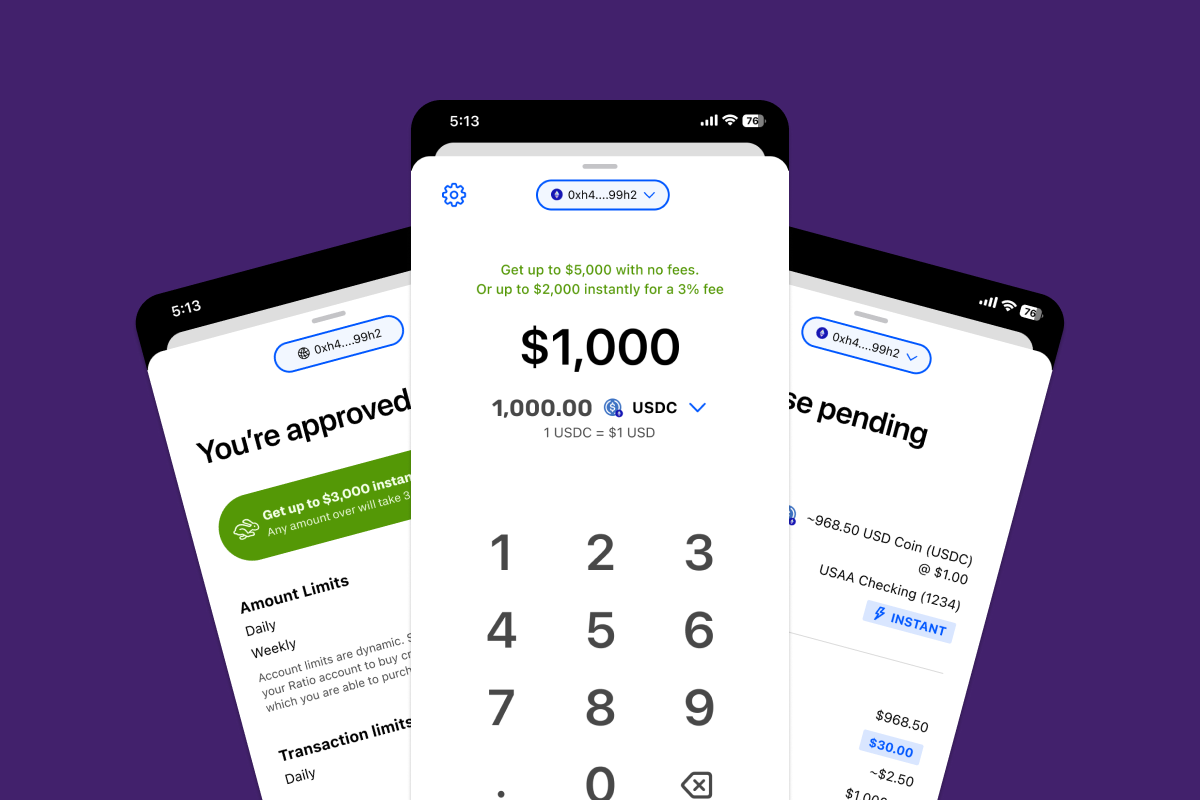 5:13
0xh4....99h2
You're approved
Get up to $3,000 instan
Any amount over will take 3
Amount Limits
Daily
Weekly
Account limits are dynamic. S
your Ratio account to buy cr
which you are able to purch
Transaction limits
Daily
5:13
76
0xh4....99h2
Get up to $5,000 with no fees.
Or up to $2,000 instantly for a 3% fee
$1,000
1,000.00 USDC
1 USDC = $1 USD
1 2 3
4 5 6
7 8 9
. 0
76
0xh4....99h2
se pending
~968.50 USD Coin (USDC)
@ $1.00
USAA Checking (1234)
INSTANT
$968.50
$30.00
~$2.50
$1,000